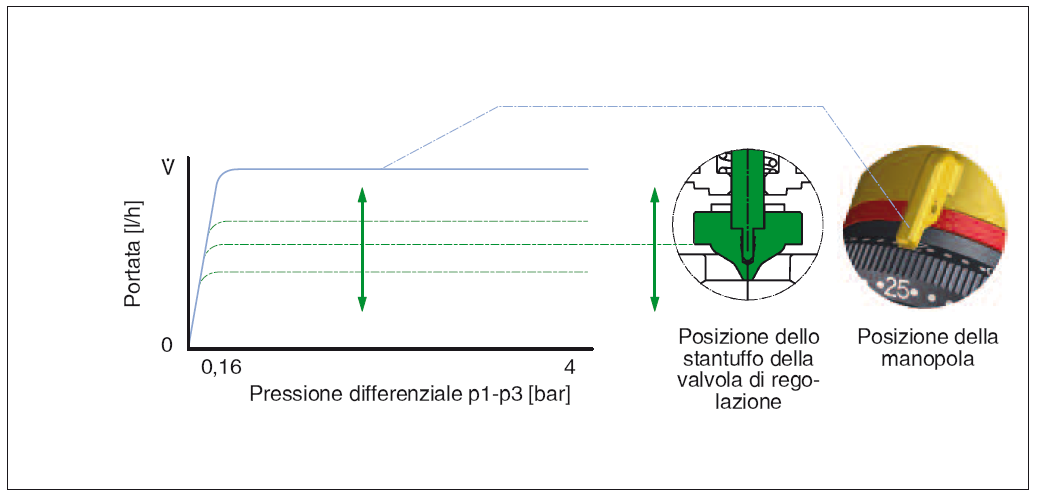 V̇
Portata [l/h]
0
0,16
4
Pressione differenziale p1-p3 [bar]
Posizione dello
stantuffo della
valvola di rego-
lazione
•25•
Posizione della
manopola